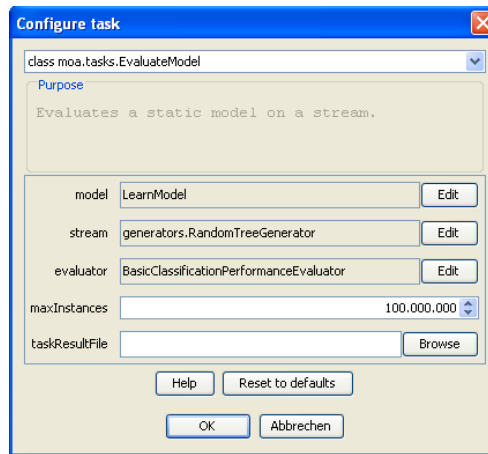 Configure task
class moa.tasks.EvaluateModel
Purpose
Evaluates a static model on a stream.
model LearnModel Edit
stream generators.RandomTreeGenerator Edit
evaluator BasicClassificationPerformanceEvaluator Edit
maxInstances 100.000.000
taskResultFile Browse
Help Reset to defaults
OK Abbrechen